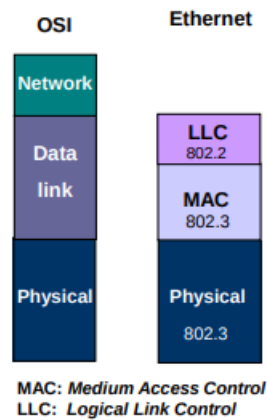 OSI
Ethernet
Network
Data
link
Physical
LLC
802.2
MAC
802.3
Physical
802.3
MAC: Medium Access Control
LLC: Logical Link Control